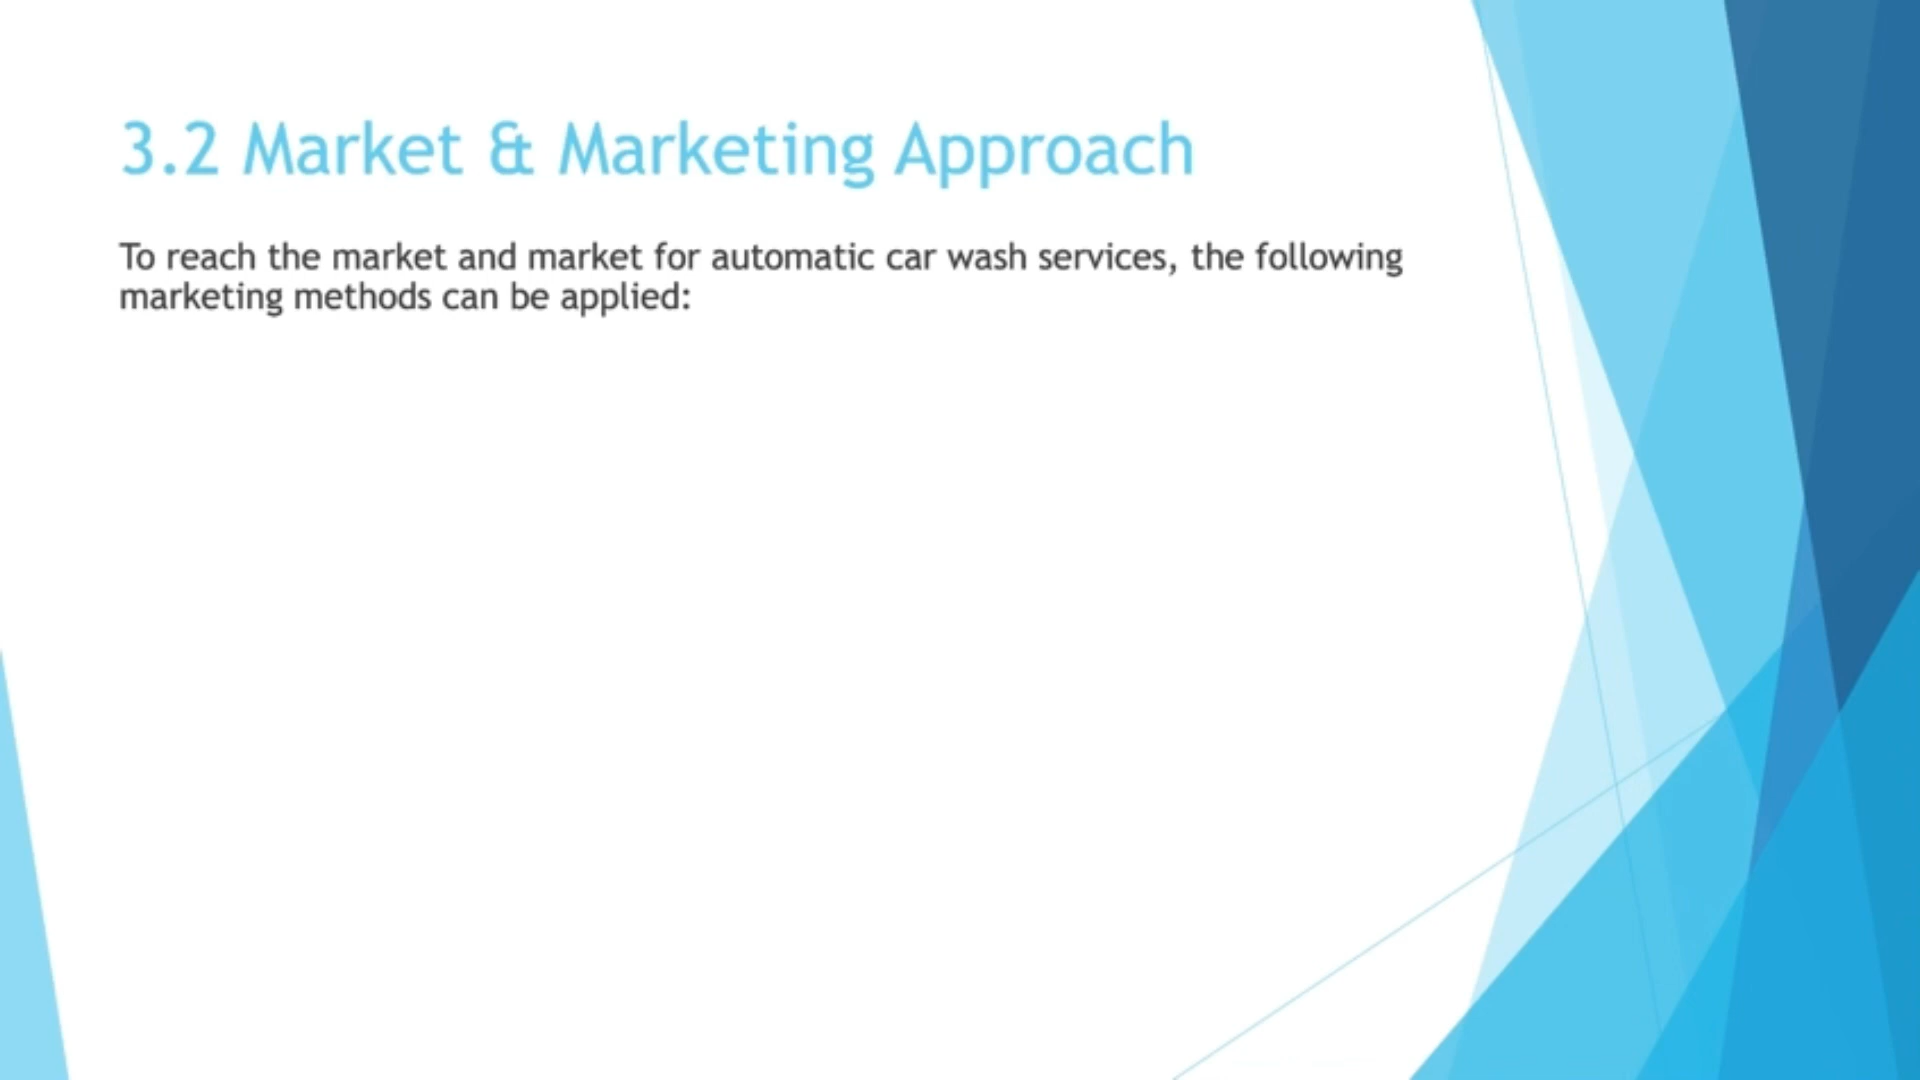 3.2 Market & Marketing Approach
To reach the market and market for automatic car wash services, the following
marketing methods can be applied: